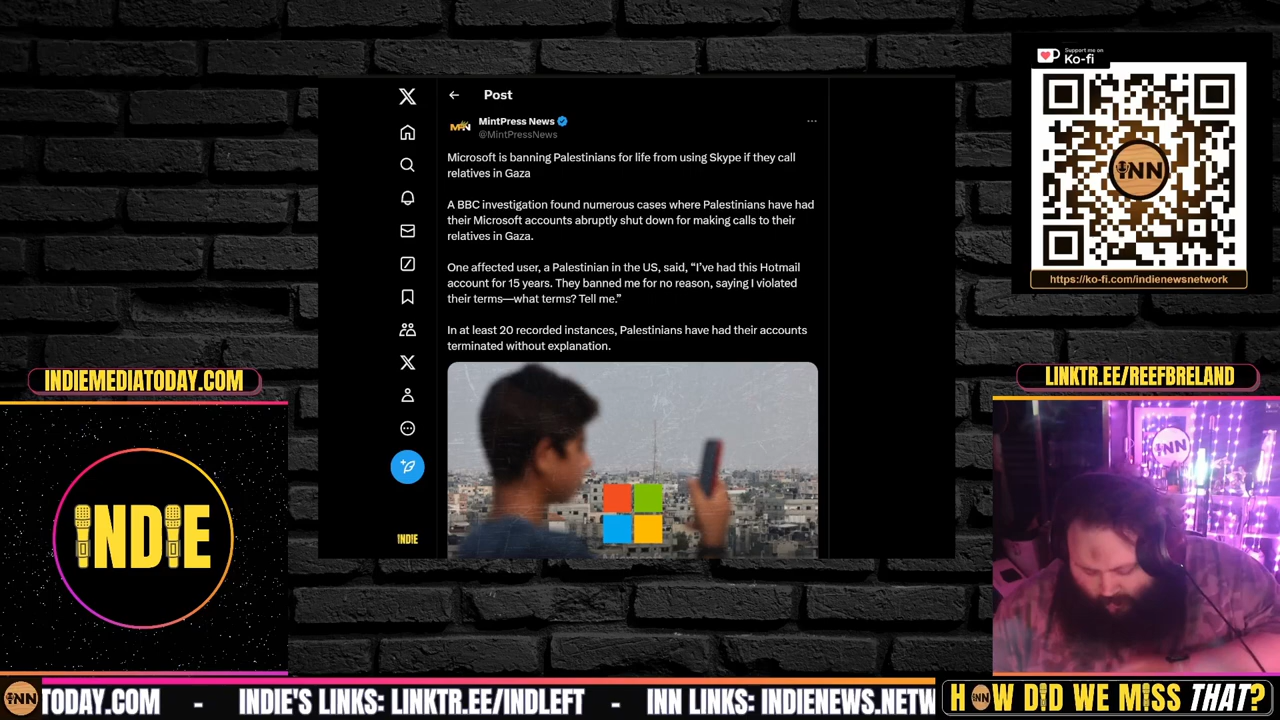 Support me on
Ko-fi
INN
https://ko-fi.com/indienewsnetwork
Post
MintPress News
@MintPressNews
Microsoft is banning Palestinians for life from using Skype if they call
relatives in Gaza
A BBC investigation found numerous cases where Palestinians have had
their Microsoft accounts abruptly shut down for making calls to their
relatives in Gaza.
One affected user, a Palestinian in the US, said, “I’ve had this Hotmail
account for 15 years. They banned me for no reason, saying I violated
their terms—what terms? Tell me.”
In at least 20 recorded instances, Palestinians have had their accounts
terminated without explanation.
INDIE
INDIEMEDIATODAY.COM
INDIE
LINKTR.EE/REEFBRELAND
INN
INN
TODAY.COM - INDIE'S LINKS: LINKTR.EE/INDLEFT - INN LINKS: INDIENEWS.NETW
HOW DID WE MISS THAT?